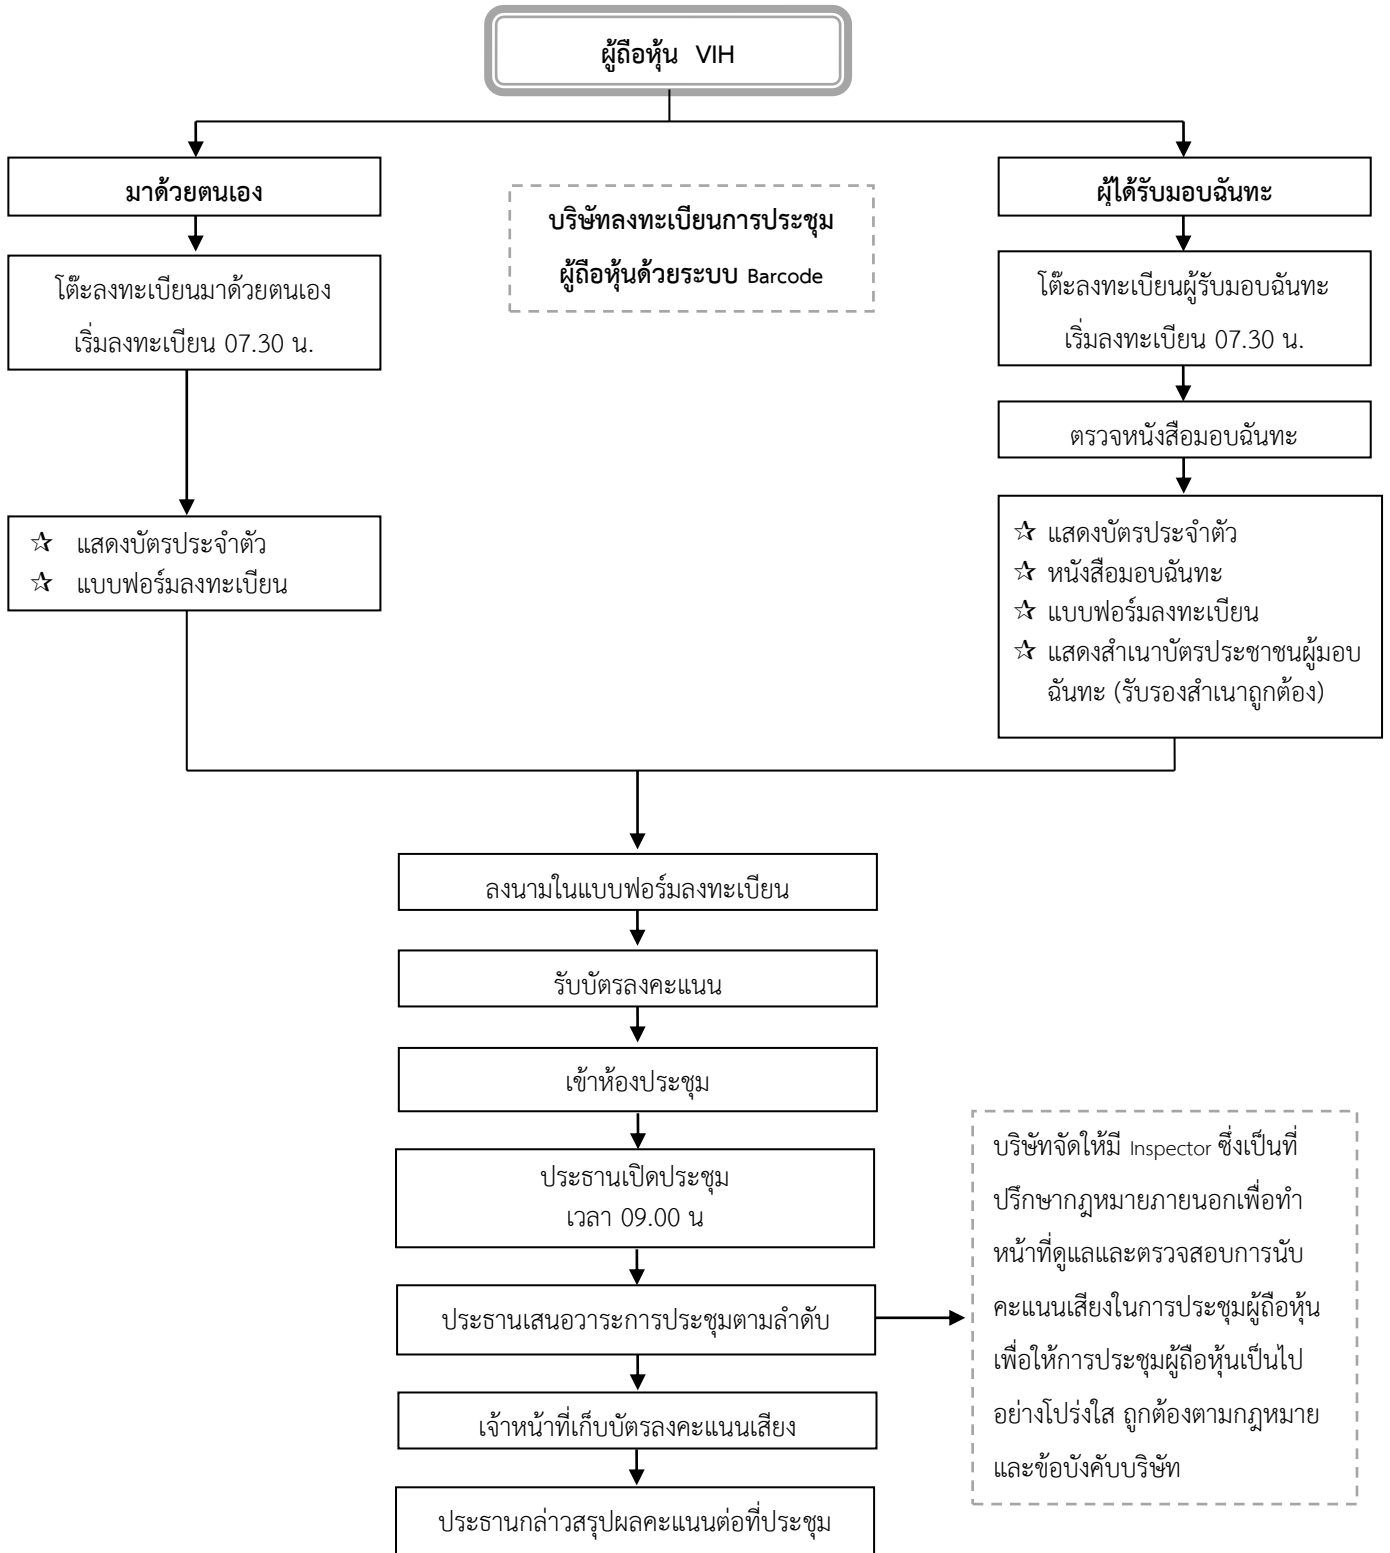 ผู้ถือหุ้น VIH
มาด้วยตนเอง
โต๊ะลงทะเบียนมาด้วยตนเอง
เริ่มลงทะเบียน 07.30 น.
☆ แสดงบัตรประจำตัว
☆ แบบฟอร์มลงทะเบียน
บริษัทลงทะเบียนการประชุม
ผู้ถือหุ้นด้วยระบบ Barcode
ผู้ได้รับมอบฉันทะ
โต๊ะลงทะเบียนผู้รับมอบฉันทะ
เริ่มลงทะเบียน 07.30 น.
ตรวจหนังสือมอบฉันทะ
☆ แสดงบัตรประจำตัว
☆ หนังสือมอบฉันทะ
☆ แบบฟอร์มลงทะเบียน
☆ แสดงสำเนาบัตรประชาชนผู้มอบ
ฉันทะ (รับรองสำเนาถูกต้อง)
ลงนามในแบบฟอร์มลงทะเบียน
รับบัตรลงคะแนน
เข้าห้องประชุม
ประธานเปิดประชุม
เวลา 09.00 น
ประธานเสนอวาระการประชุมตามลำดับ
เจ้าหน้าที่เก็บบัตรลงคะแนนเสียง
ประธานกล่าวสรุปผลคะแนนต่อที่ประชุม
บริษัทจัดให้มี Inspector ซึ่งเป็นที่
ปรึกษากฎหมายภายนอกเพื่อทำ
หน้าที่ดูแลและตรวจสอบการนับ
คะแนนเสียงในการประชุมผู้ถือหุ้น
เพื่อให้การประชุมผู้ถือหุ้นเป็นไป
อย่างโปร่งใส ถูกต้องตามกฎหมาย
และข้อบังคับบริษัท